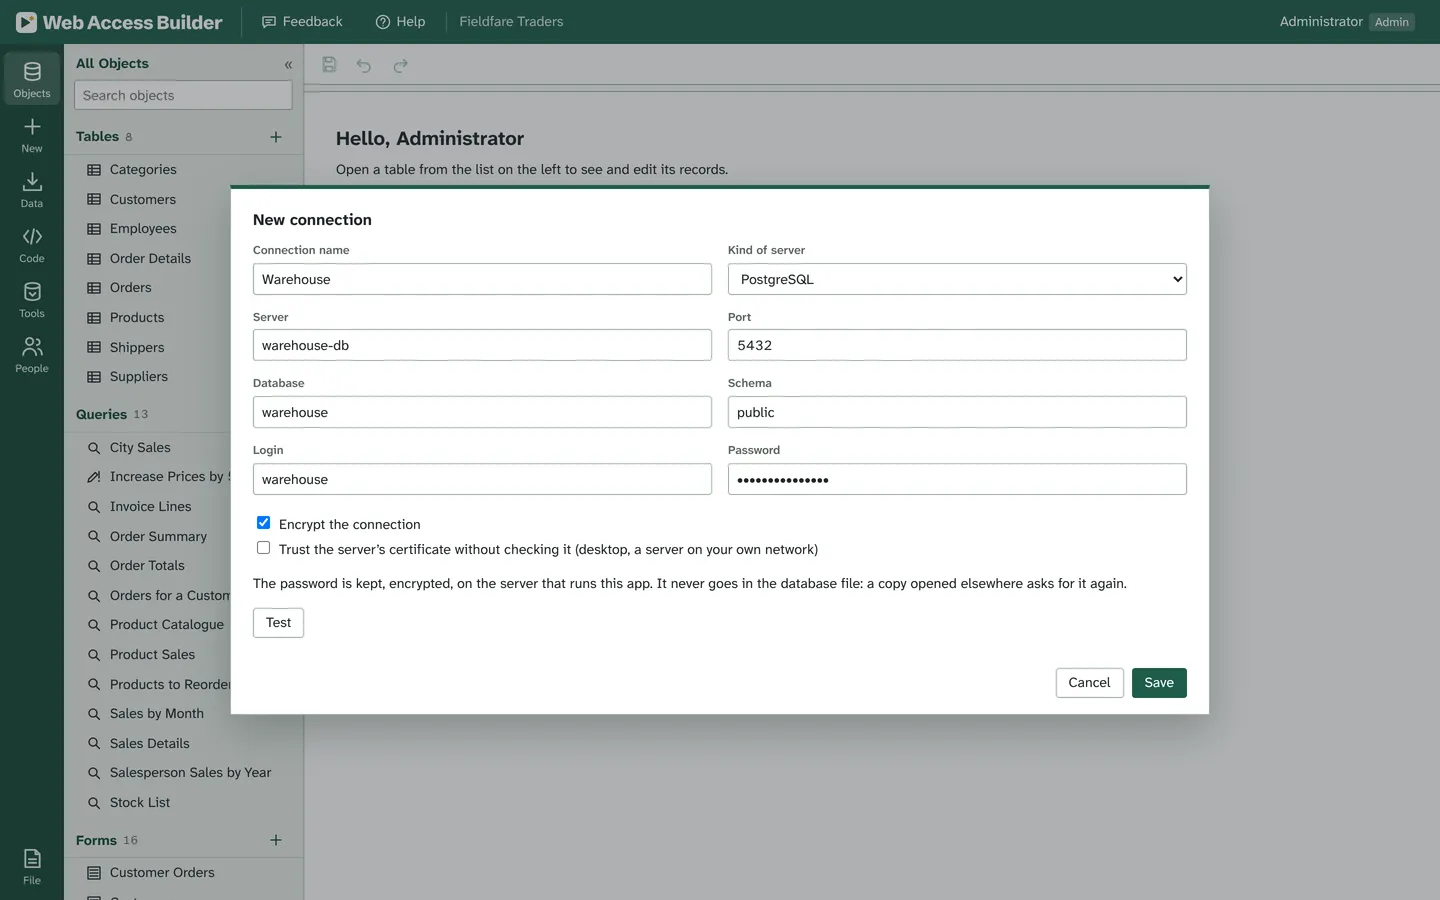 Web Access Builder
Feedback
Help
Fieldfare Traders
Administrator Admin
Objects
New
Data
Code
Tools
People
File
All Objects «
Search objects
Tables 8 +
Categories
Customers
Employees
Order Details
Orders
Products
Shippers
Suppliers
Queries 13
City Sales
Increase Prices by
Invoice Lines
Order Summary
Order Totals
Orders for a
Product Catalogue
Product Sales
Products to
Sales by Month
Sales Details
Salesperson Sales by Year
Stock List
Forms 16 +
Customer Orders
Hello, Administrator
Open a table from the list on the left to see and edit its records.
New connection
Connection name
Warehouse
Kind of server
PostgreSQL
Server
warehouse-db
Port
5432
Database
warehouse
Schema
public
Login
warehouse
Password
•••••••••••••••
Encrypt the connection
Trust the server’s certificate without checking it (desktop, a server on your own network)
The password is kept, encrypted, on the server that runs this app. It never goes in the database file: a copy opened elsewhere asks for it again.
Test
Cancel
Save